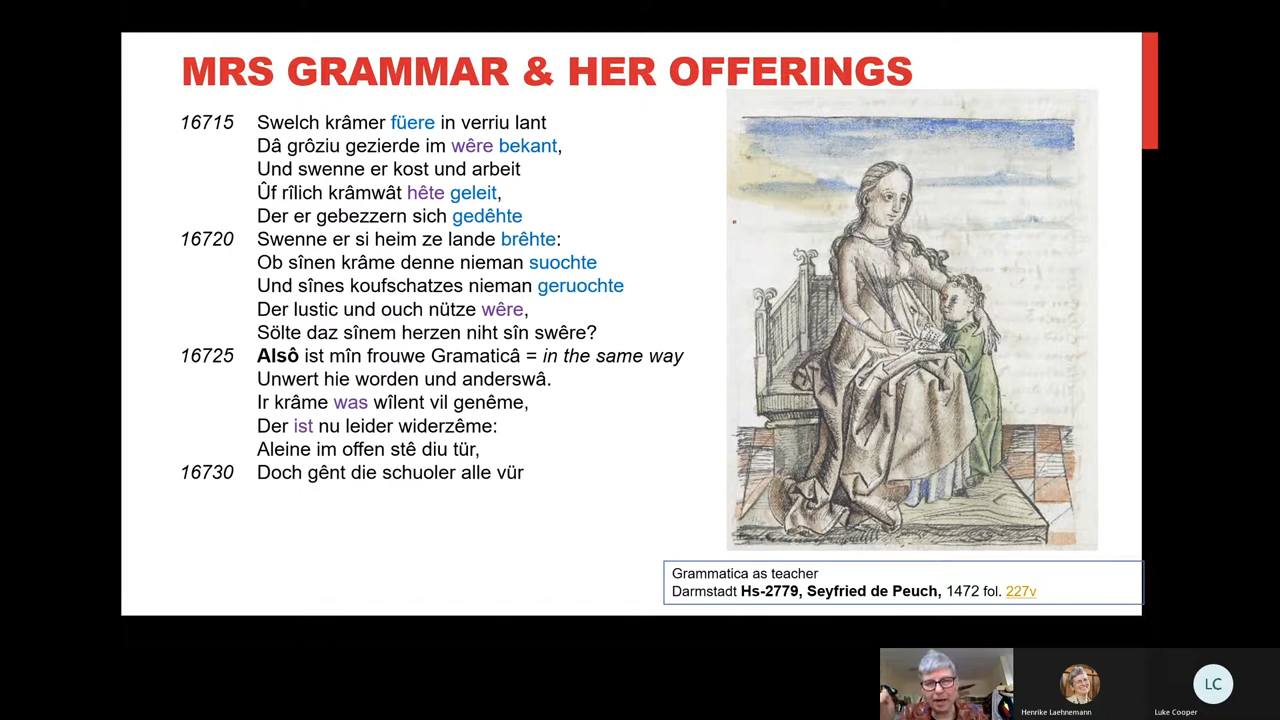 MRS GRAMMAR & HER OFFERINGS
16715 Swelch krâmer füere in verriu lant
Dâ grôziu gezierde im wêre bekant,
Und swenne er kost und arbeit
Ûf rîlich krâmwât hête geleit,
Der er gebezzern sich gedêhte
16720 Swenne er si heim ze lande brêhte:
Ob sînen krâme denne nieman suochte
Und sînes koufschatzes nieman geruochte
Der lustic und ouch nütze wêre,
Sölte daz sînem herzen niht sîn swêre?
16725 Alsô ist mîn frouwe Gramaticâ = in the same way
Unwert hie worden und anderswâ.
Ir krâme was wîlent vil genême,
Der ist nu leider widerzême:
Aleine im offen stê diu tür,
16730 Doch gênt die schuoler alle vür
Grammatica as teacher
Darmstadt Hs-2779, Seyfried de Peuch, 1472 fol. 227v
LC
Henrike Laehnemann
Luke Cooper